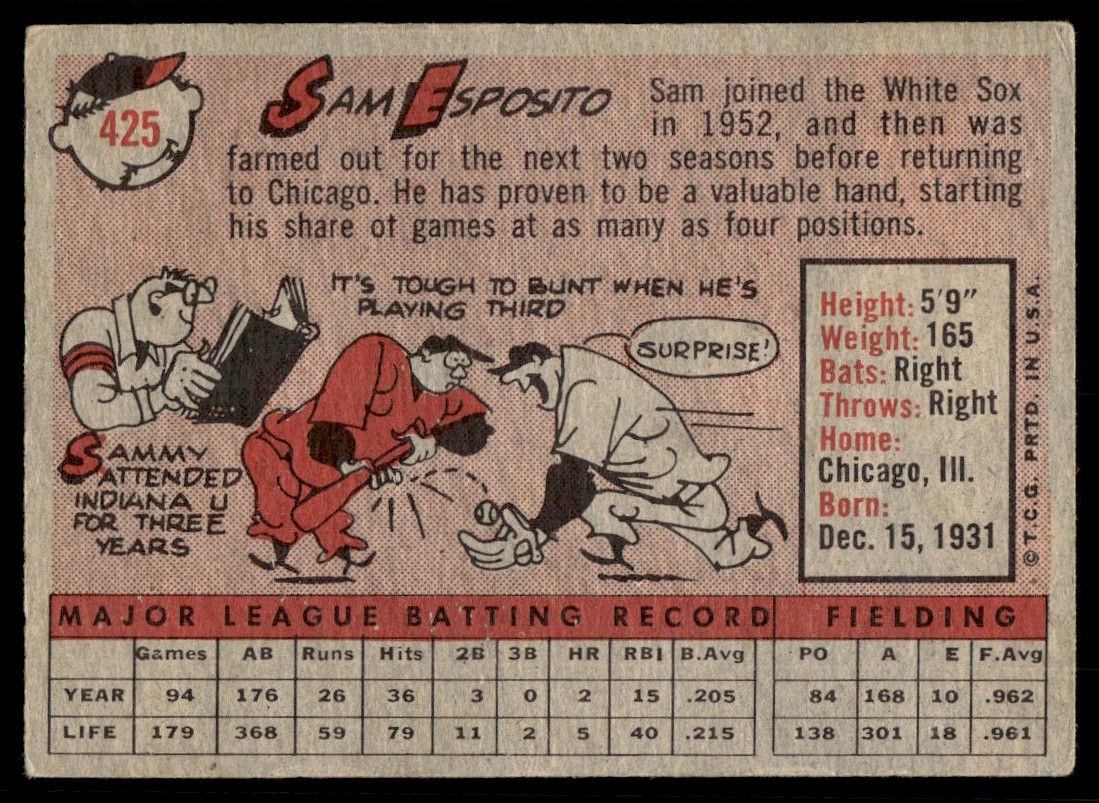 425
SAM ESPOSITO
Sam joined the White Sox
in 1952, and then was
farmed out for the next two seasons before returning
to Chicago. He has proven to be a valuable hand, starting
his share of games at as many as four positions.
IT'S TOUGH TO BUNT WHEN HE'S
PLAYING THIRD
SURPRISE!
SAMMY
ATTENDED
INDIANA U
FOR THREE
YEARS
Height: 5'9"
Weight: 165
Bats: Right
Throws: Right
Home:
Chicago, Ill.
Born:
Dec. 15, 1931
© T.C.G. PRTD. IN U.S.A.
MAJOR LEAGUE BATTING RECORD FIELDING
Games AB Runs Hits 2B 3B HR RBI B.Avg PO A E F.Avg
YEAR 94 176 26 36 3 0 2 15 .205 84 168 10 .962
LIFE 179 368 59 79 11 2 5 40 .215 138 301 18 .961